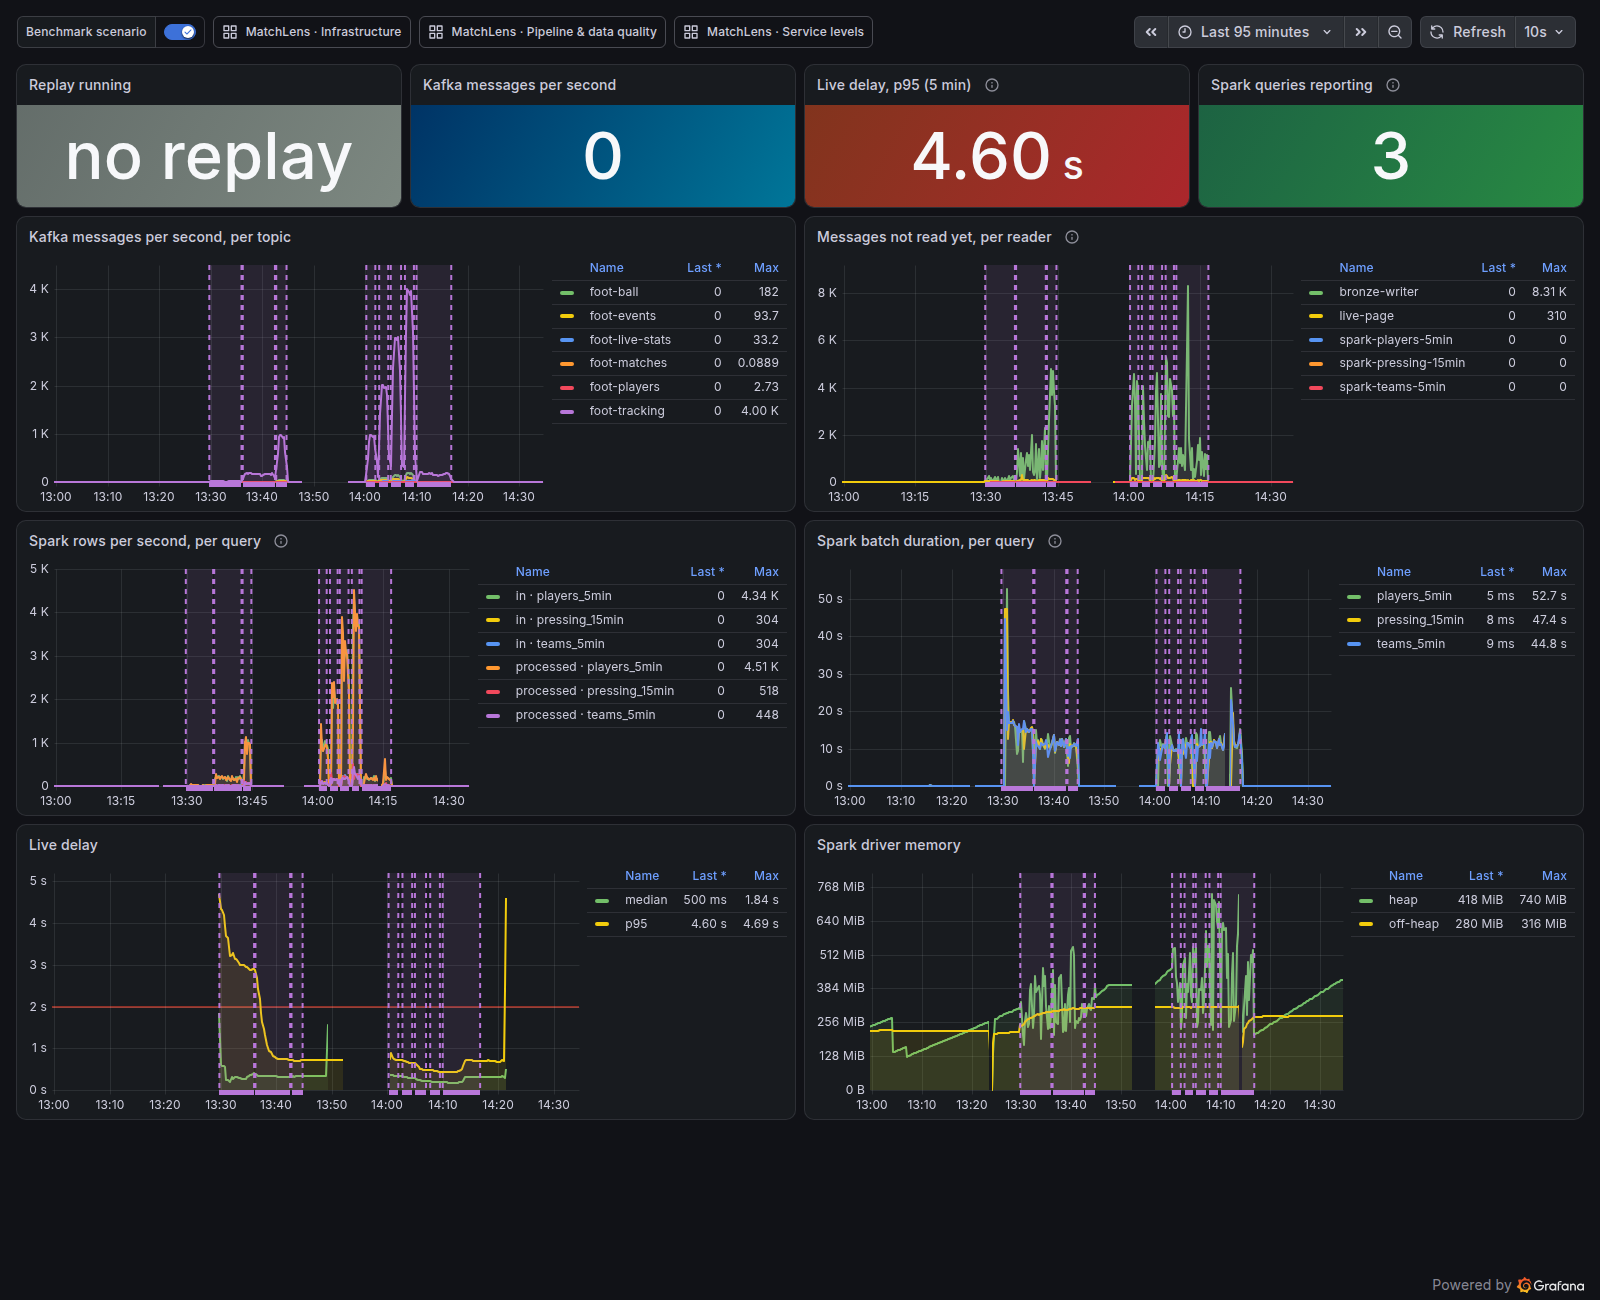 Benchmark scenario
MatchLens · Infrastructure
MatchLens · Pipeline & data quality
MatchLens · Service levels
Last 95 minutes
Refresh
10s
Replay running
no replay
Kafka messages per second
0
Live delay, p95 (5 min)
4.60 s
Spark queries reporting
3
Kafka messages per second, per topic
4 K
3 K
2 K
1 K
0
13:00 13:10 13:20 13:30 13:40 13:50 14:00 14:10 14:20 14:30
Name Last * Max
foot-ball 0 182
foot-events 0 93.7
foot-live-stats 0 33.2
foot-matches 0 0.0889
foot-players 0 2.73
foot-tracking 0 4.00 K
Messages not read yet, per reader
8 K
6 K
4 K
2 K
0
13:00 13:15 13:30 13:45 14:00 14:15 14:30
Name Last * Max
bronze-writer 0 8.31 K
live-page 0 310
spark-players-5min 0 0
spark-pressing-15min 0 0
spark-teams-5min 0 0
Spark rows per second, per query
5 K
4 K
3 K
2 K
1 K
0
13:00 13:15 13:30 13:45 14:00 14:15 14:30
Name Last * Max
in · players_5min 0 4.34 K
in · pressing_15min 0 304
in · teams_5min 0 304
processed · players_5min 0 4.51 K
processed · pressing_15min 0 518
processed · teams_5min 0 448
Spark batch duration, per query
50 s
40 s
30 s
20 s
10 s
0 s
13:00 13:10 13:20 13:30 13:40 13:50 14:00 14:10 14:20 14:30
Name Last * Max
players_5min 5 ms 52.7 s
pressing_15min 8 ms 47.4 s
teams_5min 9 ms 44.8 s
Live delay
5 s
4 s
3 s
2 s
1 s
0 s
13:00 13:10 13:20 13:30 13:40 13:50 14:00 14:10 14:20 14:30
Name Last * Max
median 500 ms 1.84 s
p95 4.60 s 4.69 s
Spark driver memory
768 MiB
640 MiB
512 MiB
384 MiB
256 MiB
128 MiB
0 B
13:00 13:10 13:20 13:30 13:40 13:50 14:00 14:10 14:20 14:30
Name Last * Max
heap 418 MiB 740 MiB
off-heap 280 MiB 316 MiB
Powered by Grafana